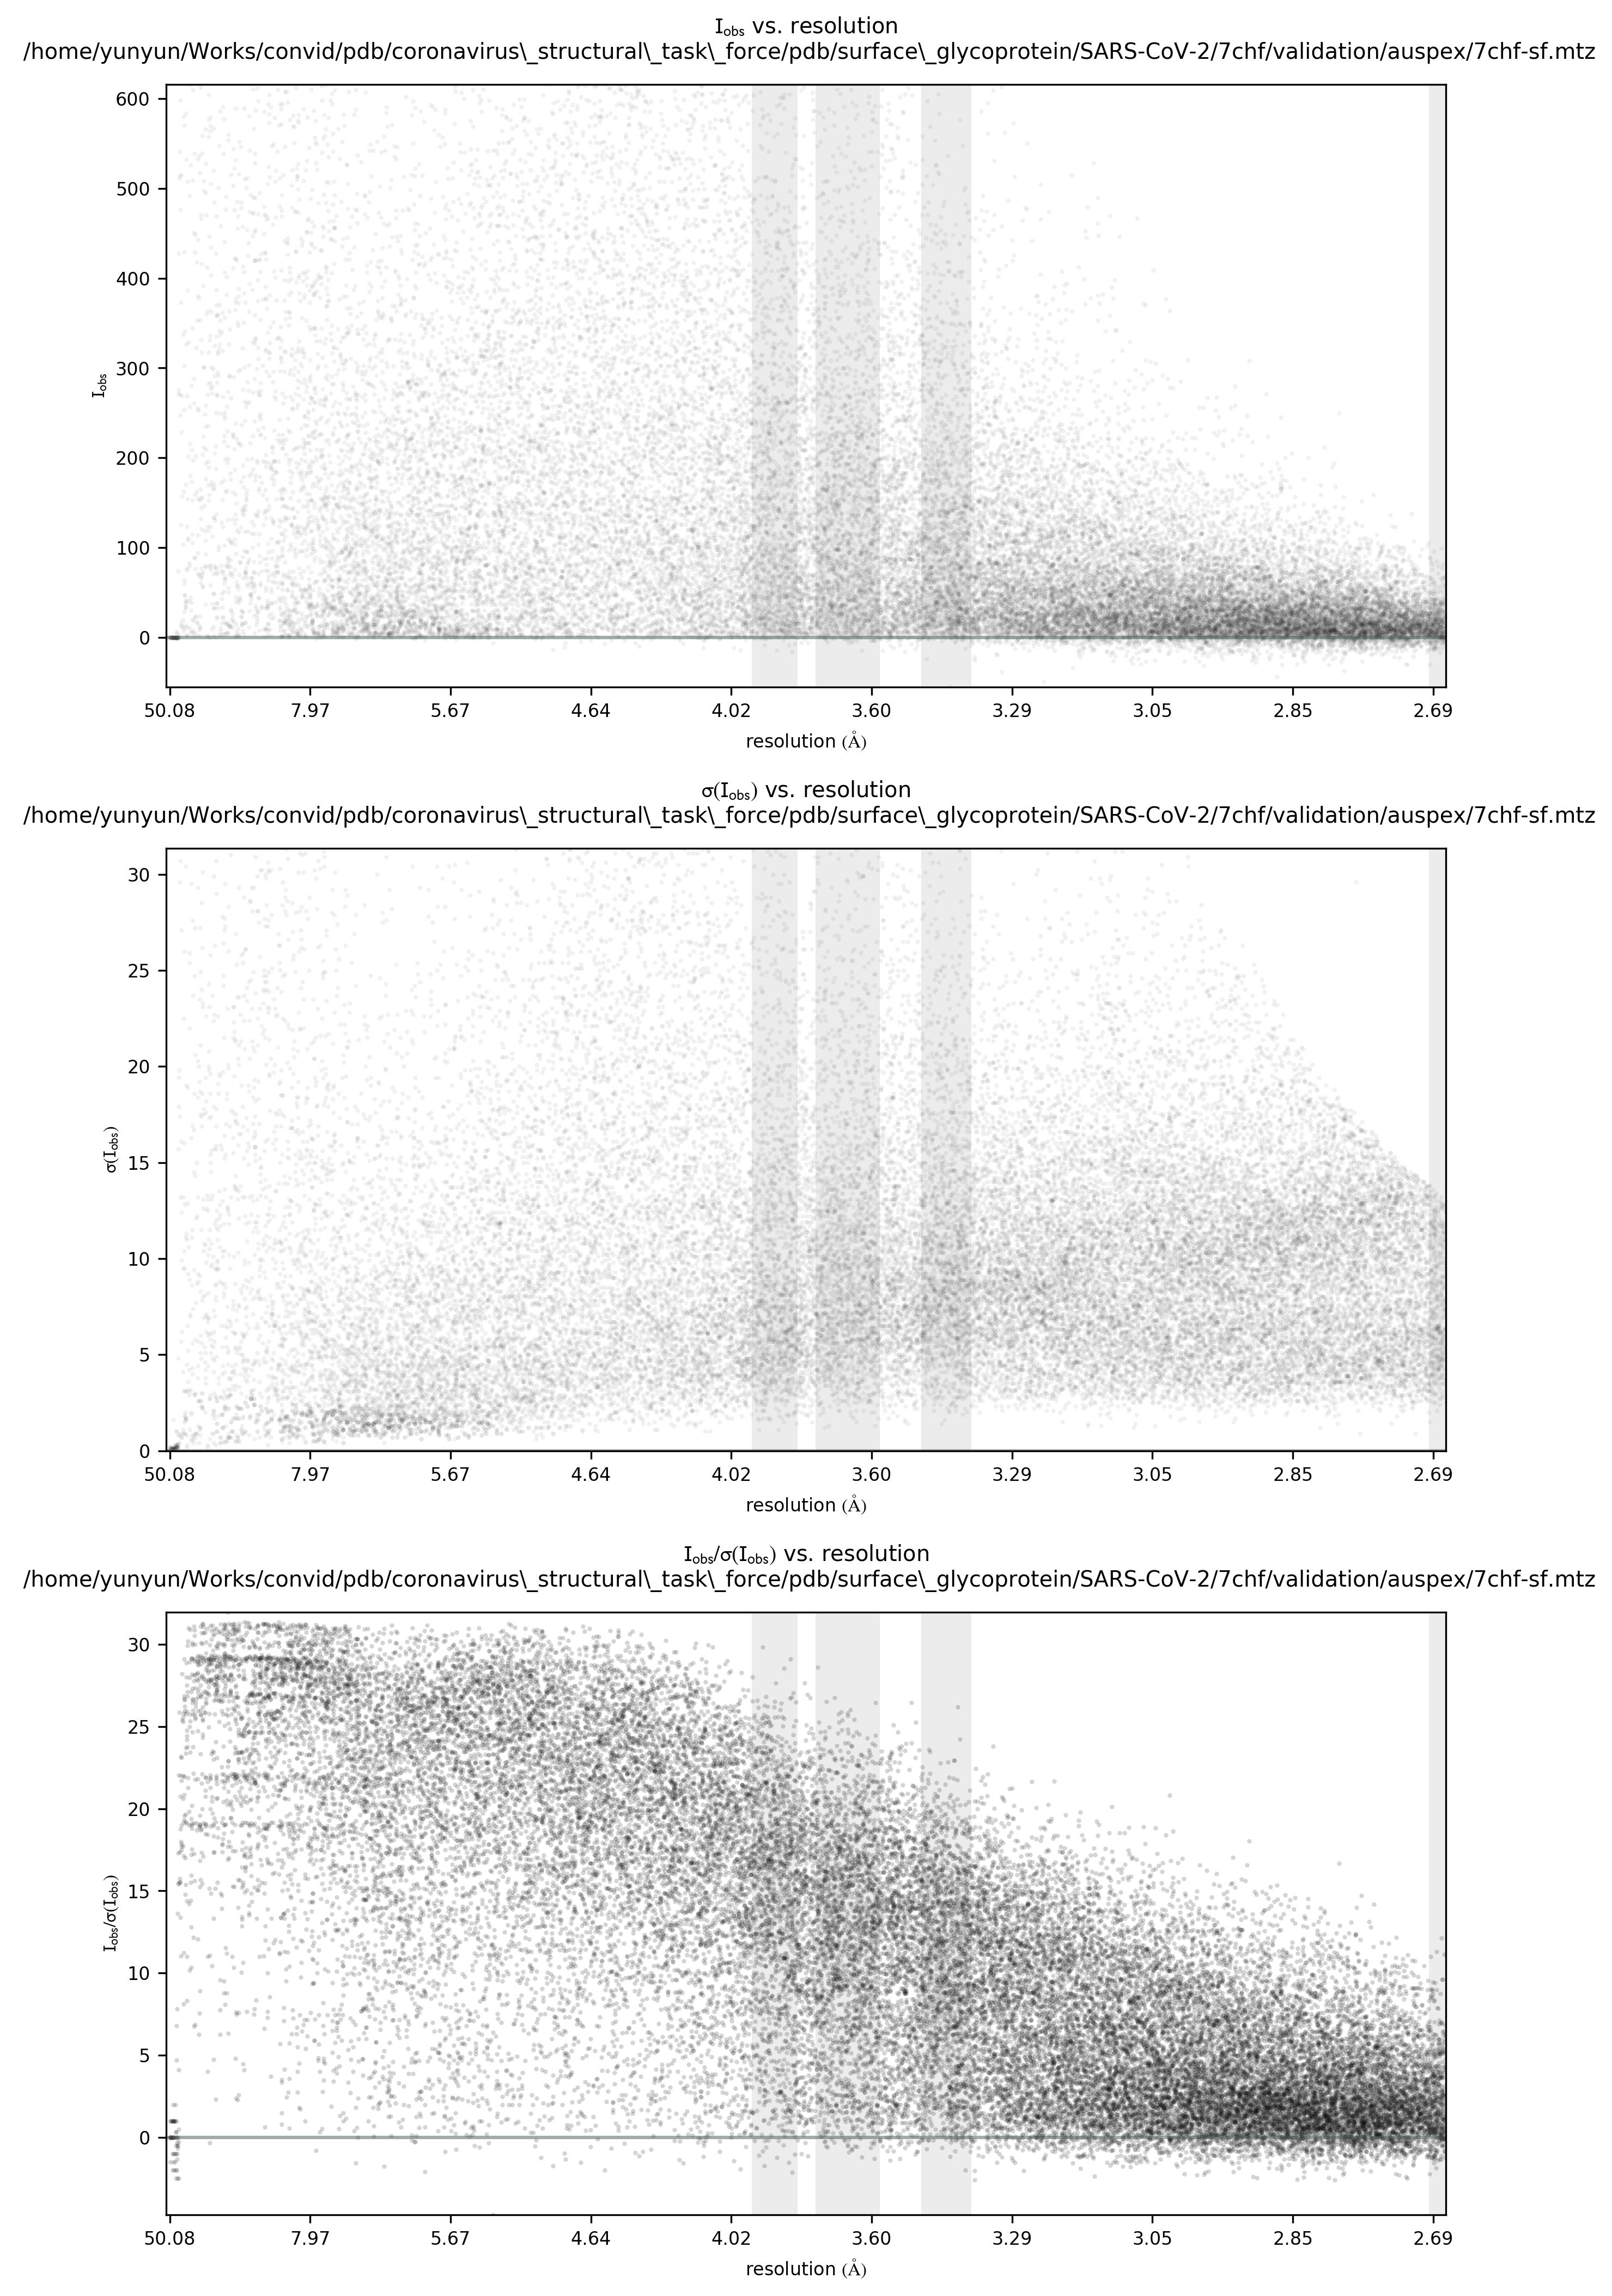 I_obs vs. resolution
/home/yunyun/Works/convid/pdb/coronavirus\_structural\_task\_force/pdb/surface\_glycoprotein/SARS-CoV-2/7chf/validation/auspex/7chf-sf.mtz
600
500
400
300
200
100
0
I_obs
50.08 7.97 5.67 4.64 4.02 3.60 3.29 3.05 2.85 2.69
resolution (Å)
σ(I_obs) vs. resolution
/home/yunyun/Works/convid/pdb/coronavirus\_structural\_task\_force/pdb/surface\_glycoprotein/SARS-CoV-2/7chf/validation/auspex/7chf-sf.mtz
30
25
20
15
10
5
0
σ(I_obs)
50.08 7.97 5.67 4.64 4.02 3.60 3.29 3.05 2.85 2.69
resolution (Å)
I_obs/σ(I_obs) vs. resolution
/home/yunyun/Works/convid/pdb/coronavirus\_structural\_task\_force/pdb/surface\_glycoprotein/SARS-CoV-2/7chf/validation/auspex/7chf-sf.mtz
30
25
20
15
10
5
0
I_obs/σ(I_obs)
50.08 7.97 5.67 4.64 4.02 3.60 3.29 3.05 2.85 2.69
resolution (Å)